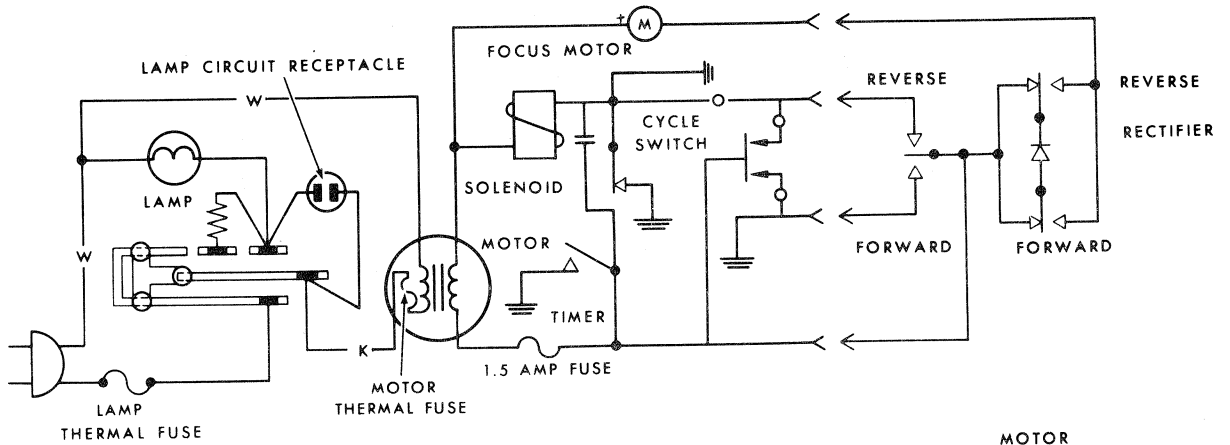 M
FOCUS MOTOR
LAMP CIRCUIT RECEPTACLE
REVERSE
REVERSE
W
CYCLE
SWITCH
RECTIFIER
SOLENOID
LAMP
W
MOTOR
FORWARD
FORWARD
TIMER
K
1.5 AMP FUSE
MOTOR
THERMAL FUSE
LAMP
THERMAL FUSE
MOTOR